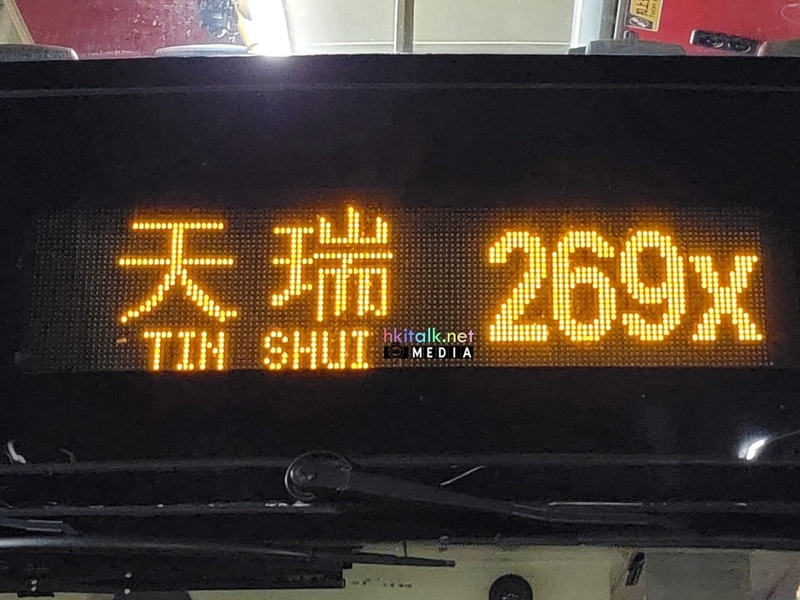 天瑞
TIN SHUI
269x
hkitalk.net
MEDIA